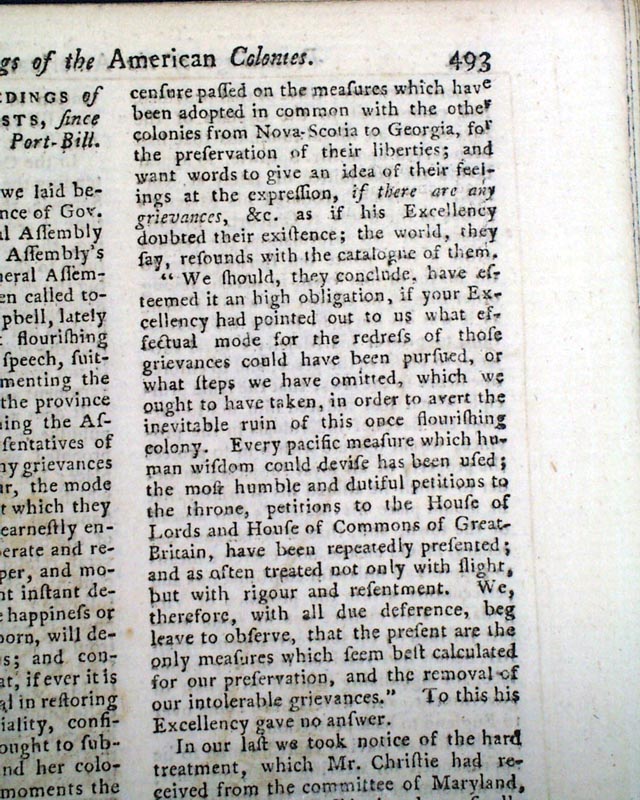 gs of the American Colonies. 493
EDINGS of
STS, ſince
Port-Bill.
we laid be-
nce of Gov.
al Aſſembly
Aſſembly's
neral Aſſem-
en called to-
pbell, lately
flouriſhing
ſpeech, ſuit-
menting the
the province
ing the Aſ-
ſentatives of
ny grievances
ur, the mode
t which they
earneſtly en-
erate and re-
per, and mo-
nt inſtant de-
e happineſs or
born, will de-
s; and con-
at, if ever it is
al in reſtoring
iality, confi-
ought to ſub-
nd her colo-
moments the
cenſure paſſed on the meaſures which have
been adopted in common with the other
colonies from Nova-Scotia to Georgia, for
the preſervation of their liberties; and
want words to give an idea of their feel-
ings at the expreſſion, if there are any
grievances, &c. as if his Excellency
doubted their exiſtence; the world, they
ſay, reſounds with the catalogue of them.
"We ſhould, they conclude, have eſ-
teemed it an high obligation, if your Ex-
cellency had pointed out to us what ef-
fectual mode for the redreſs of thoſe
grievances could have been purſued, or
what ſteps we have omitted, which we
ought to have taken, in order to avert the
inevitable ruin of this once flouriſhing
colony. Every pacific meaſure which hu-
man wiſdom could deviſe has been uſed;
the moſt humble and dutiful petitions to
the throne, petitions to the Houſe of
Lords and Houſe of Commons of Great-
Britain, have been repeatedly preſented;
and as often treated not only with ſlight,
but with rigour and reſentment. We,
therefore, with all due deference, beg
leave to obſerve, that the preſent are the
only meaſures which ſeem beſt calculated
for our preſervation, and the removal of
our intolerable grievances." To this his
Excellency gave no anſwer.
In our laſt we took notice of the hard
treatment, which Mr. Chriſtie had re-
ceived from the committee of Maryland,